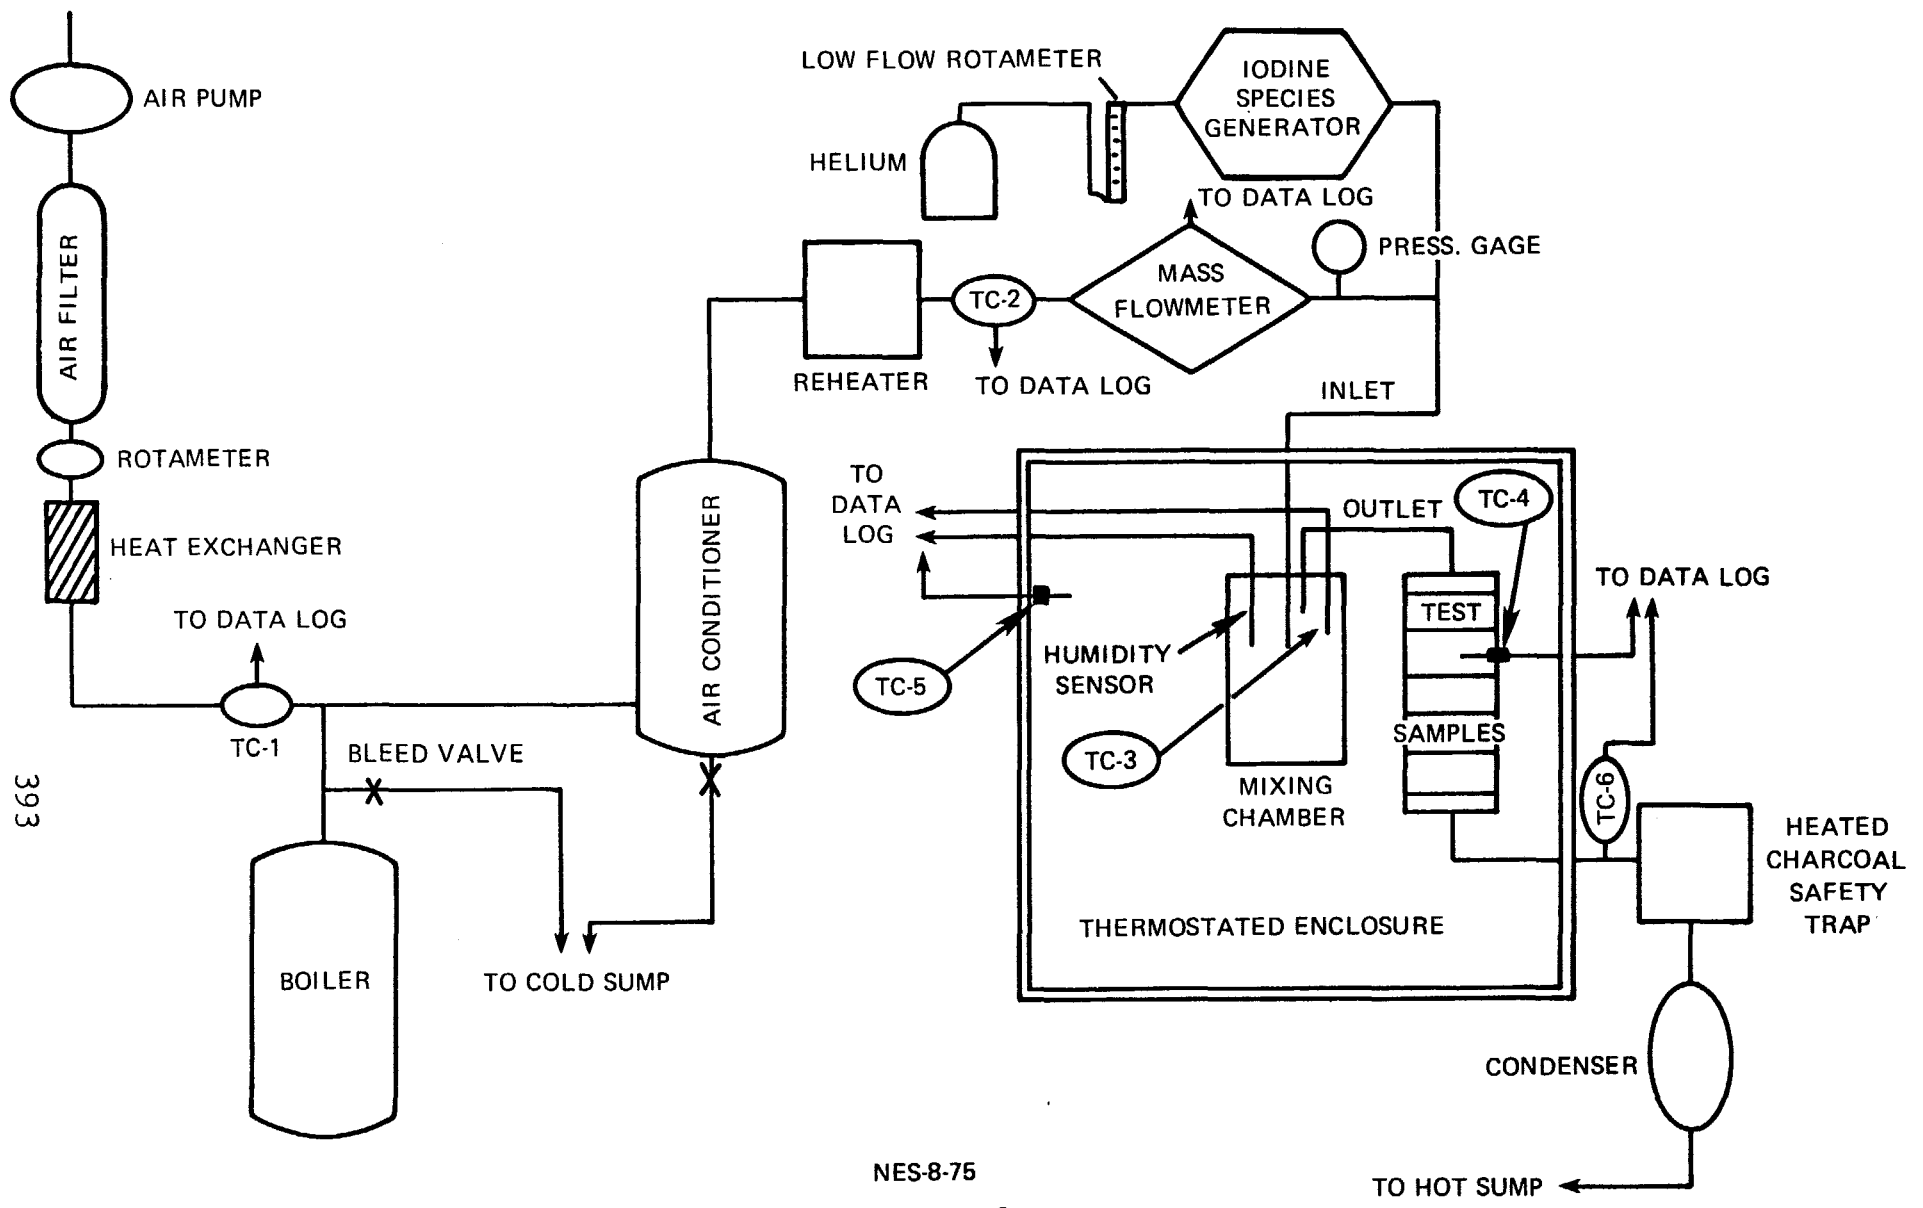 AIR PUMP
AIR FILTER
ROTAMETER
HEAT EXCHANGER
TO DATA LOG
TC-1
BLEED VALVE
BOILER
TO COLD SUMP
AIR CONDITIONER
LOW FLOW ROTAMETER
HELIUM
IODINE
SPECIES
GENERATOR
TO DATA LOG
PRESS. GAGE
MASS
FLOWMETER
TC-2
REHEATER
TO DATA LOG
INLET
TO
DATA
LOG
OUTLET
TC-4
TO DATA LOG
TEST
HUMIDITY
SENSOR
TC-5
SAMPLES
TC-3
MIXING
CHAMBER
TC-6
HEATED
CHARCOAL
SAFETY
TRAP
THERMOSTATED ENCLOSURE
CONDENSER
TO HOT SUMP
NES-8-75
393